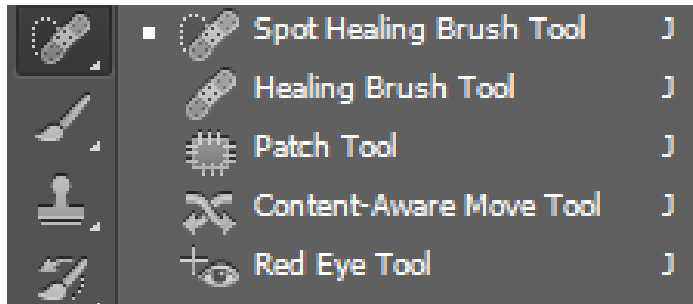 Spot Healing Brush Tool J
Healing Brush Tool J
Patch Tool J
Content-Aware Move Tool J
Red Eye Tool J